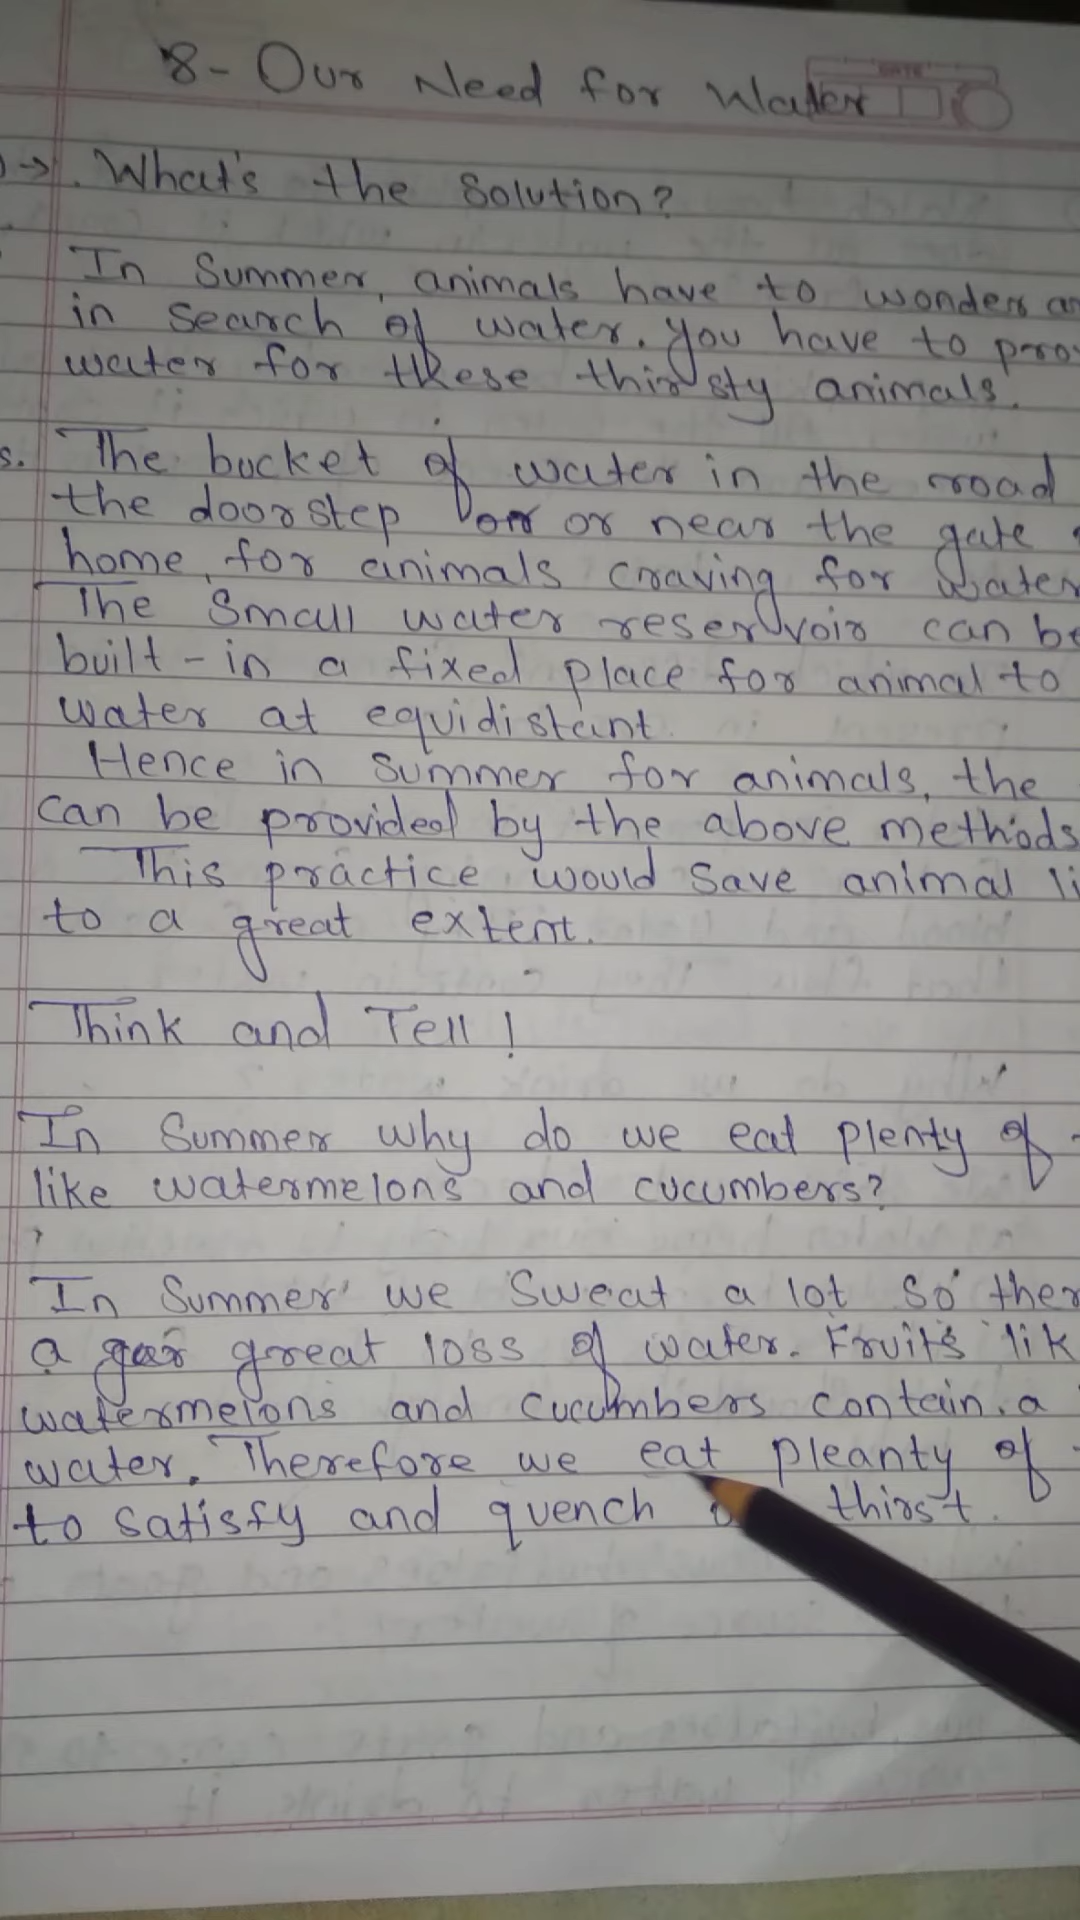 8- Our Need for Water
DATE
What's the Solution?
In Summer, animals have to wonder
in search of water. you have to
water for these thirsty animals.
s. The bucket of water in the road
the doorstep or near the gate
home, for animals craving for water
The Small water reservoir can be
built-in a fixed place for animal to
water at equidistant.
Hence in Summer for animals, the
can be provided by the above methods
This practice would save animal
to a great extent.
Think and Tell!
In Summer why do we eat plenty of
like watermelons and cucumbers?
In Summer we Sweat a lot So
a great loss of water. Fruits
watermelons and cucumbers contain a
water. Therefore we eat pleanty of
to satisfy and quench thirst.